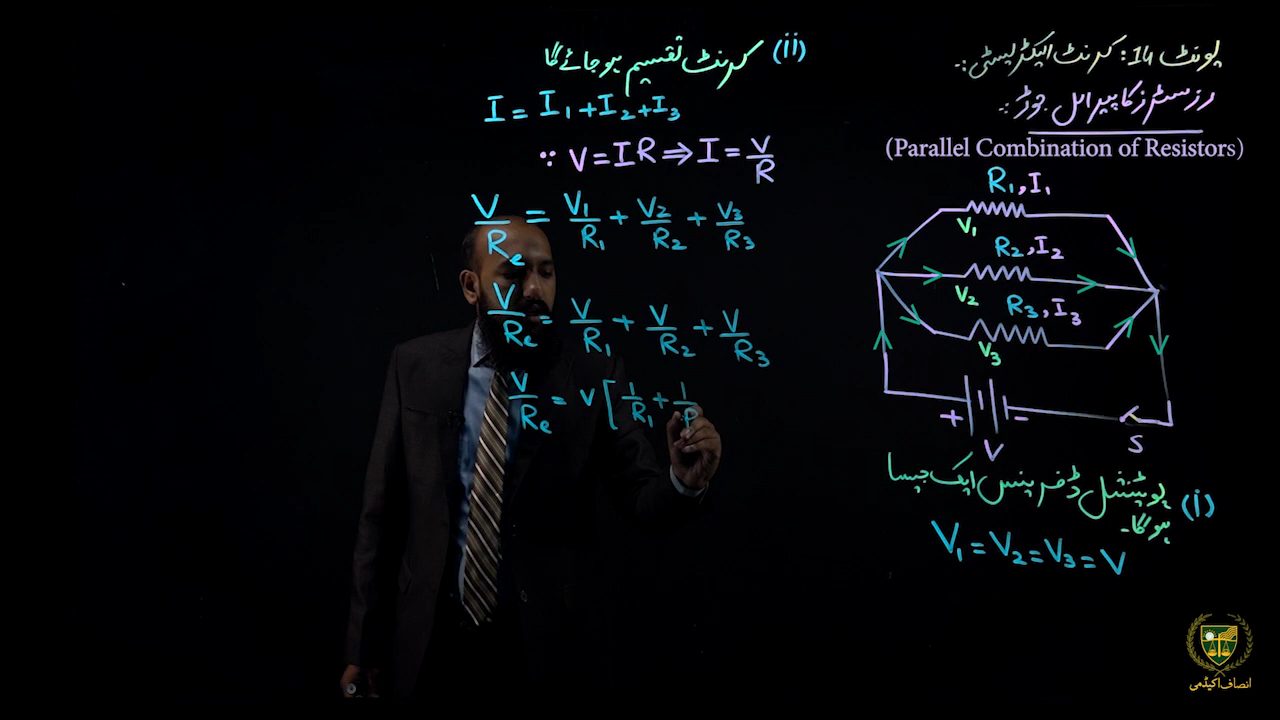 یونٹ 14: کرنٹ الیکٹریسٹی :-
رزسٹرز کا پیرالل جوڑ :-
(Parallel Combination of Resistors)
R1, I1
V1
R2, I2
V2
R3, I3
V3
+ -
V
S
(i) پوٹینشل ڈفرینس ایک جیسا
ہوگا۔
V1 = V2 = V3 = V
(ii) کرنٹ تقسیم ہو جائے گا
I = I1 + I2 + I3
∵ V = IR ⇒ I = V/R
V/Re = V1/R1 + V2/R2 + V3/R3
V/Re = V/R1 + V/R2 + V/R3
V/Re = V [ 1/R1 + 1/R
انصاف اکیڈمی